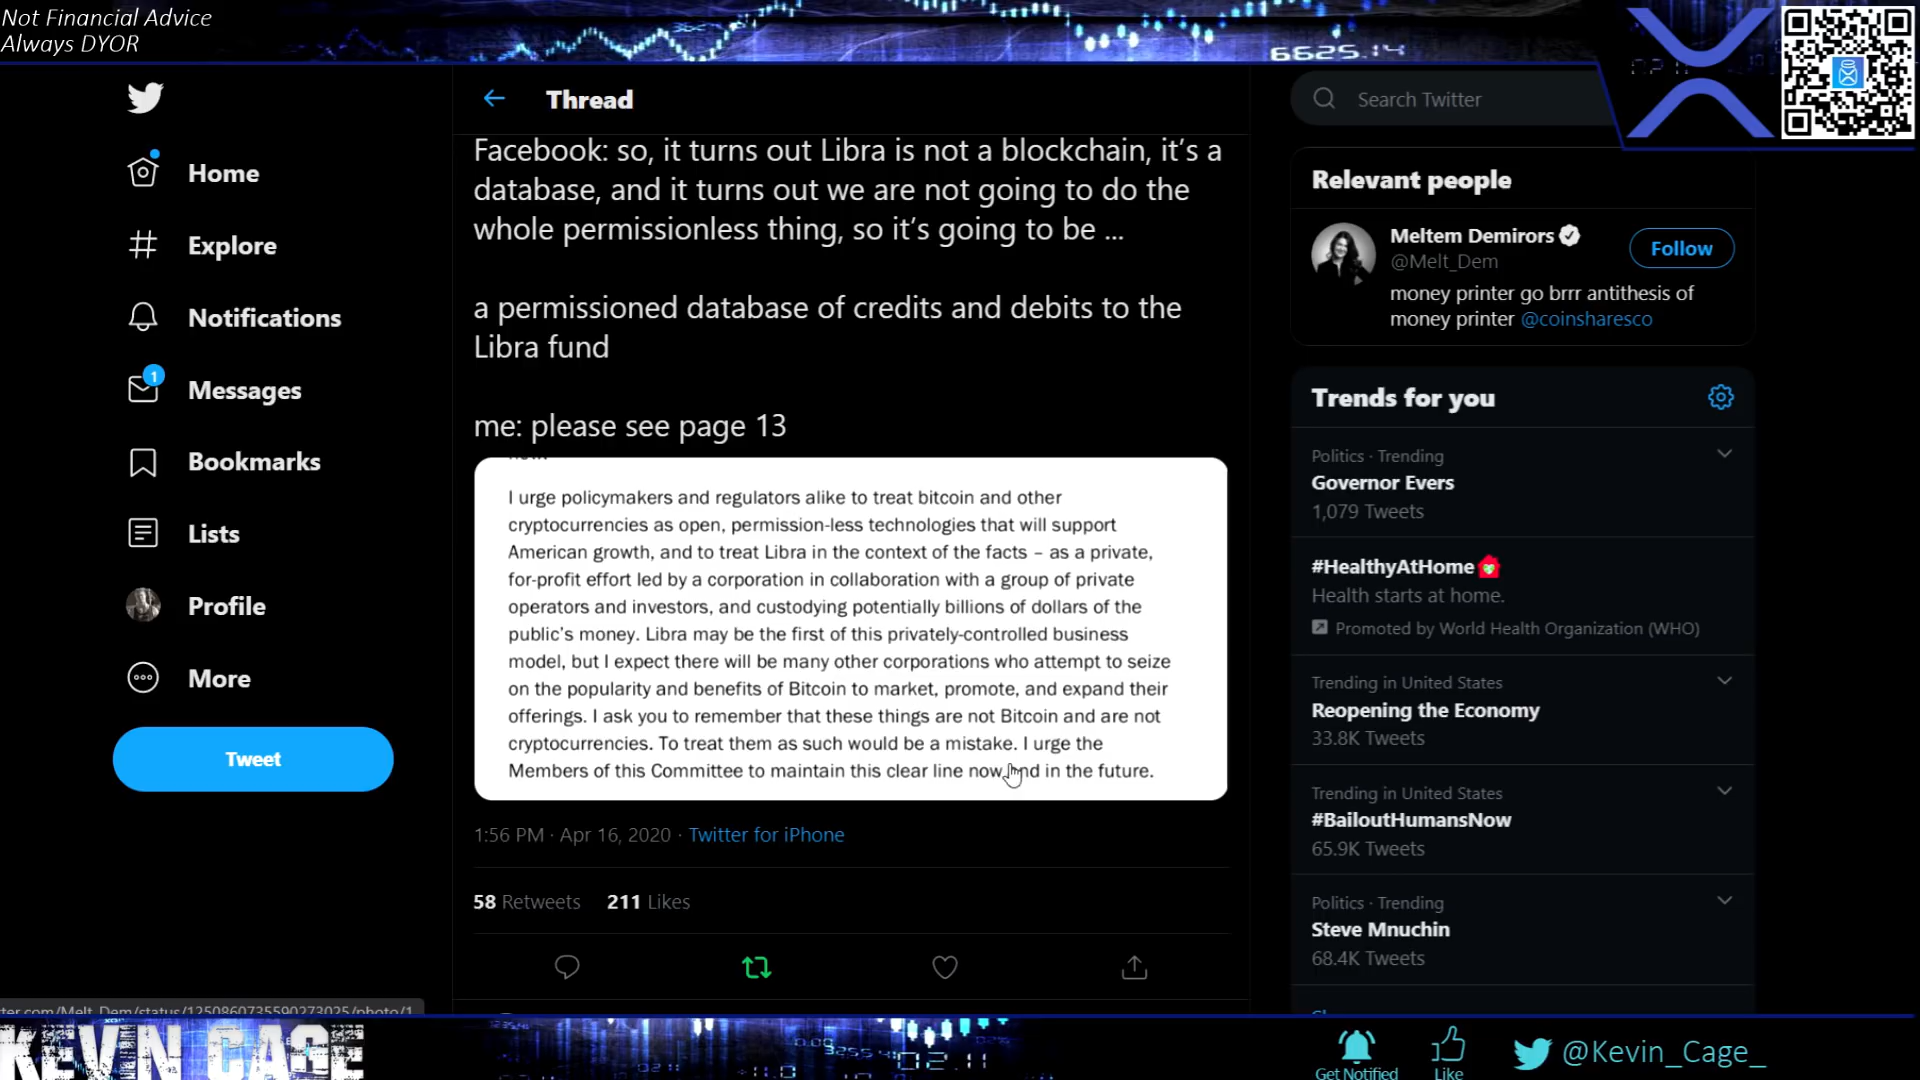 Not Financial Advice
Always DYOR
6625.14
Home
Explore
Notifications
1
Messages
Bookmarks
Lists
Profile
More
Tweet
Thread
Facebook: so, it turns out Libra is not a blockchain, it's a
database, and it turns out we are not going to do the
whole permissionless thing, so it's going to be ...
a permissioned database of credits and debits to the
Libra fund
me: please see page 13
I urge policymakers and regulators alike to treat bitcoin and other
cryptocurrencies as open, permission-less technologies that will support
American growth, and to treat Libra in the context of the facts – as a private,
for-profit effort led by a corporation in collaboration with a group of private
operators and investors, and custodying potentially billions of dollars of the
public's money. Libra may be the first of this privately-controlled business
model, but I expect there will be many other corporations who attempt to seize
on the popularity and benefits of Bitcoin to market, promote, and expand their
offerings. I ask you to remember that these things are not Bitcoin and are not
cryptocurrencies. To treat them as such would be a mistake. I urge the
Members of this Committee to maintain this clear line now and in the future.
1:56 PM · Apr 16, 2020 · Twitter for iPhone
58 Retweets 211 Likes
Search Twitter
Relevant people
Meltem Demirors
@Melt_Dem
Follow
money printer go brrr antithesis of
money printer @coinsharesco
Trends for you
Politics · Trending
Governor Evers
1,079 Tweets
#HealthyAtHome
Health starts at home.
Promoted by World Health Organization (WHO)
Trending in United States
Reopening the Economy
33.8K Tweets
Trending in United States
#BailoutHumansNow
65.9K Tweets
Politics · Trending
Steve Mnuchin
68.4K Tweets
tter.com/Melt_Dem/status/1250860735590273025/photo/1
KEVIN CAGE
02.11
Get Notified
Like
@Kevin_Cage_